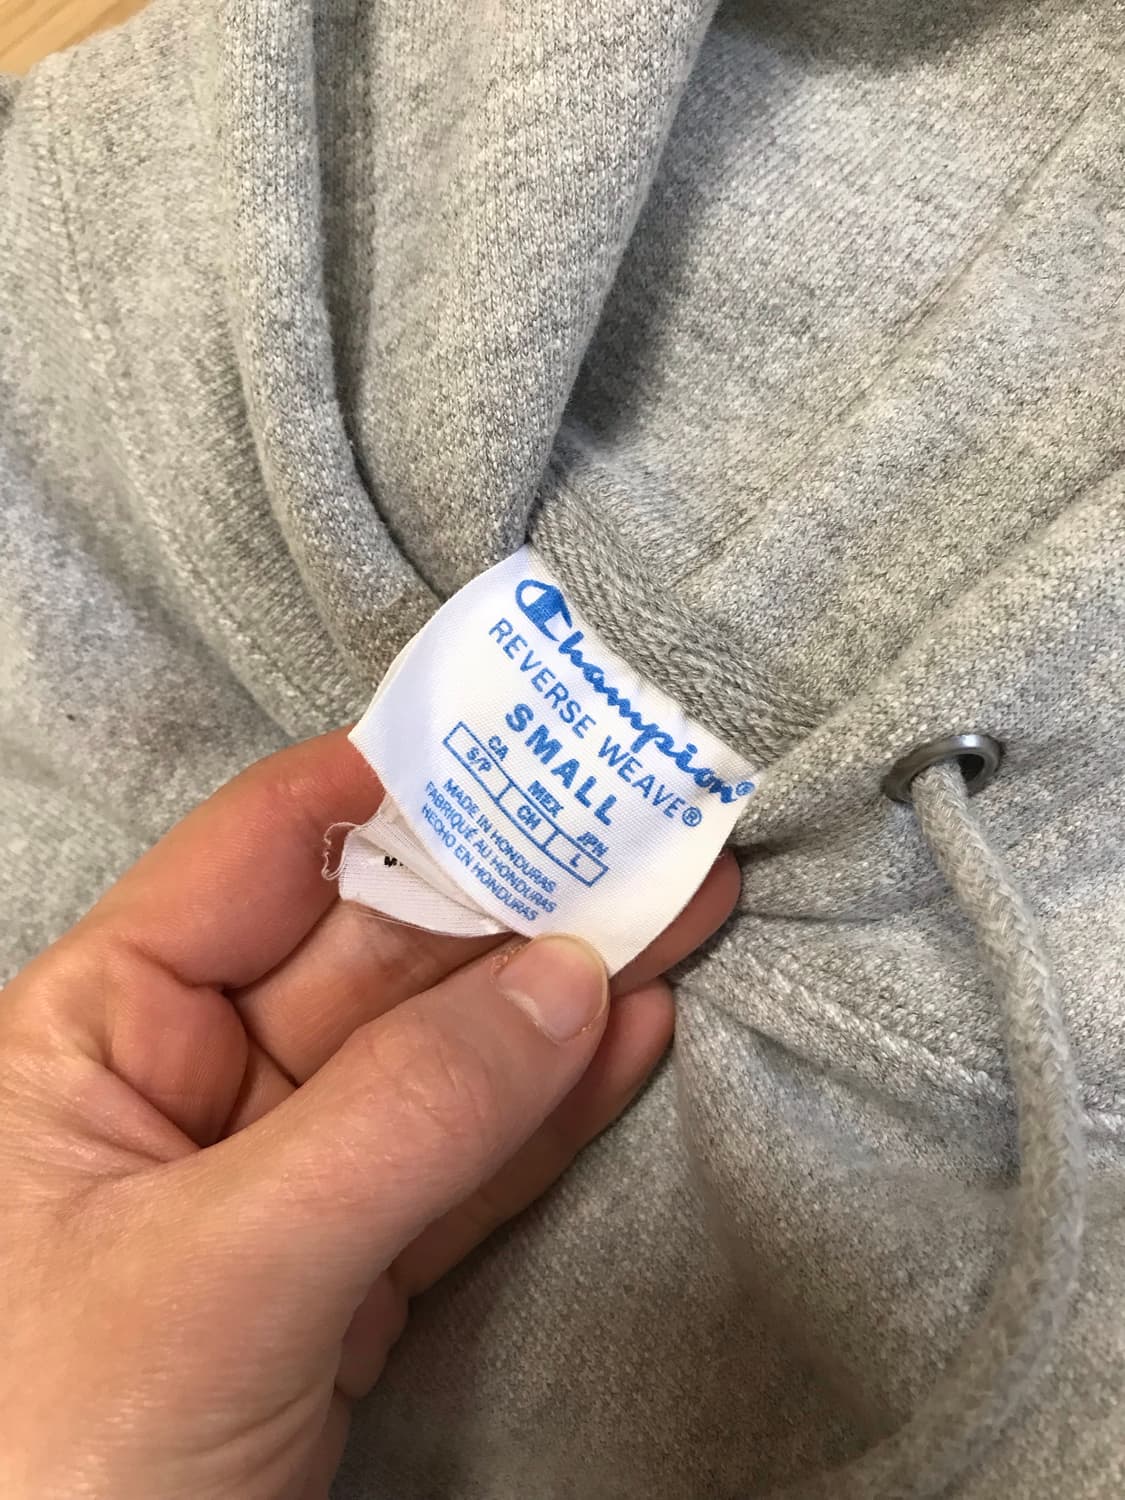 Champion®
REVERSE WEAVE®
SMALL
CA MEX JPN
S/P CH L
MADE IN HONDURAS
FABRIQUÉ AU HONDURAS
HECHO EN HONDURAS